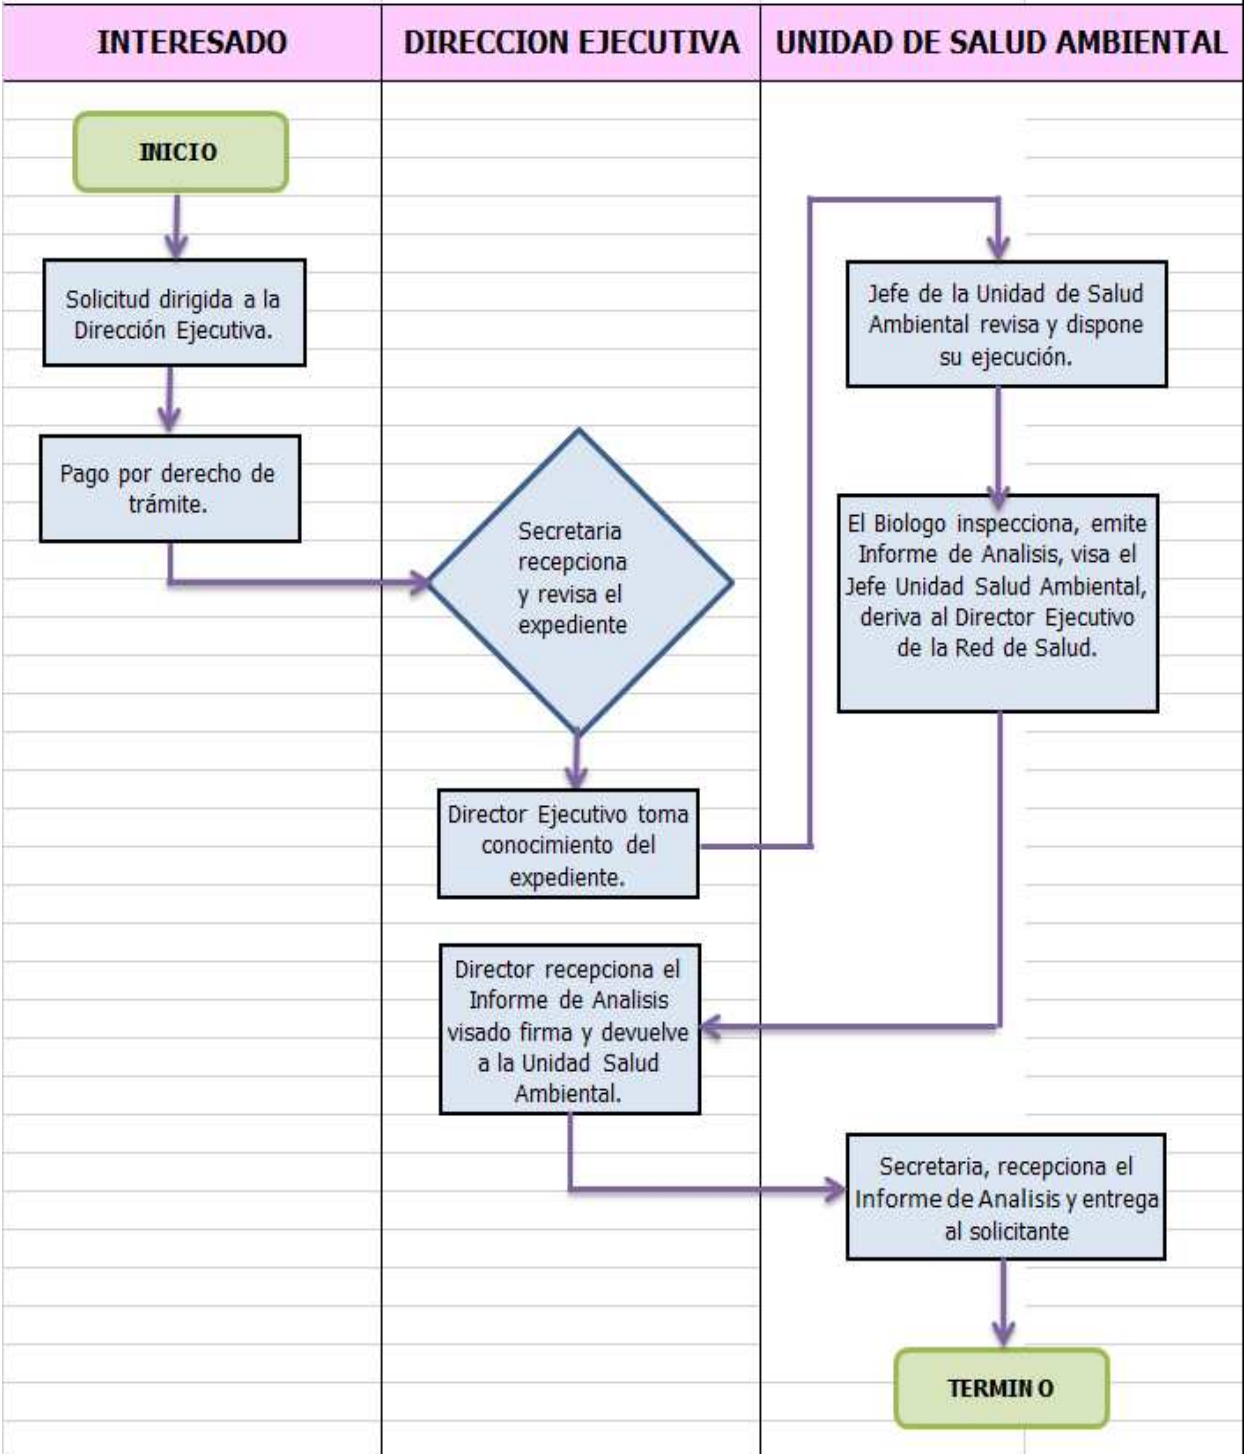 INTERESADO
DIRECCION EJECUTIVA
UNIDAD DE SALUD AMBIENTAL
INICIO
Solicitud dirigida a la
Dirección Ejecutiva.
Pago por derecho de
trámite.
Secretaria
recepciona
y revisa el
expediente
Director Ejecutivo toma
conocimiento del
expediente.
Jefe de la Unidad de Salud
Ambiental revisa y dispone
su ejecución.
El Biologo inspecciona, emite
Informe de Analisis, visa el
Jefe Unidad Salud Ambiental,
deriva al Director Ejecutivo
de la Red de Salud.
Director recepciona el
Informe de Analisis
visado firma y devuelve
a la Unidad Salud
Ambiental.
Secretaria, recepciona el
Informe de Analisis y entrega
al solicitante
TERMINO